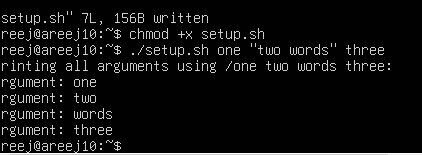 setup.sh" 7L, 156B written
reej@areej10:~$ chmod +x setup.sh
reej@areej10:~$ ./setup.sh one "two words" three
rinting all arguments using /one two words three:
rgument: one
rgument: two
rgument: words
rgument: three
reej@areej10:~$